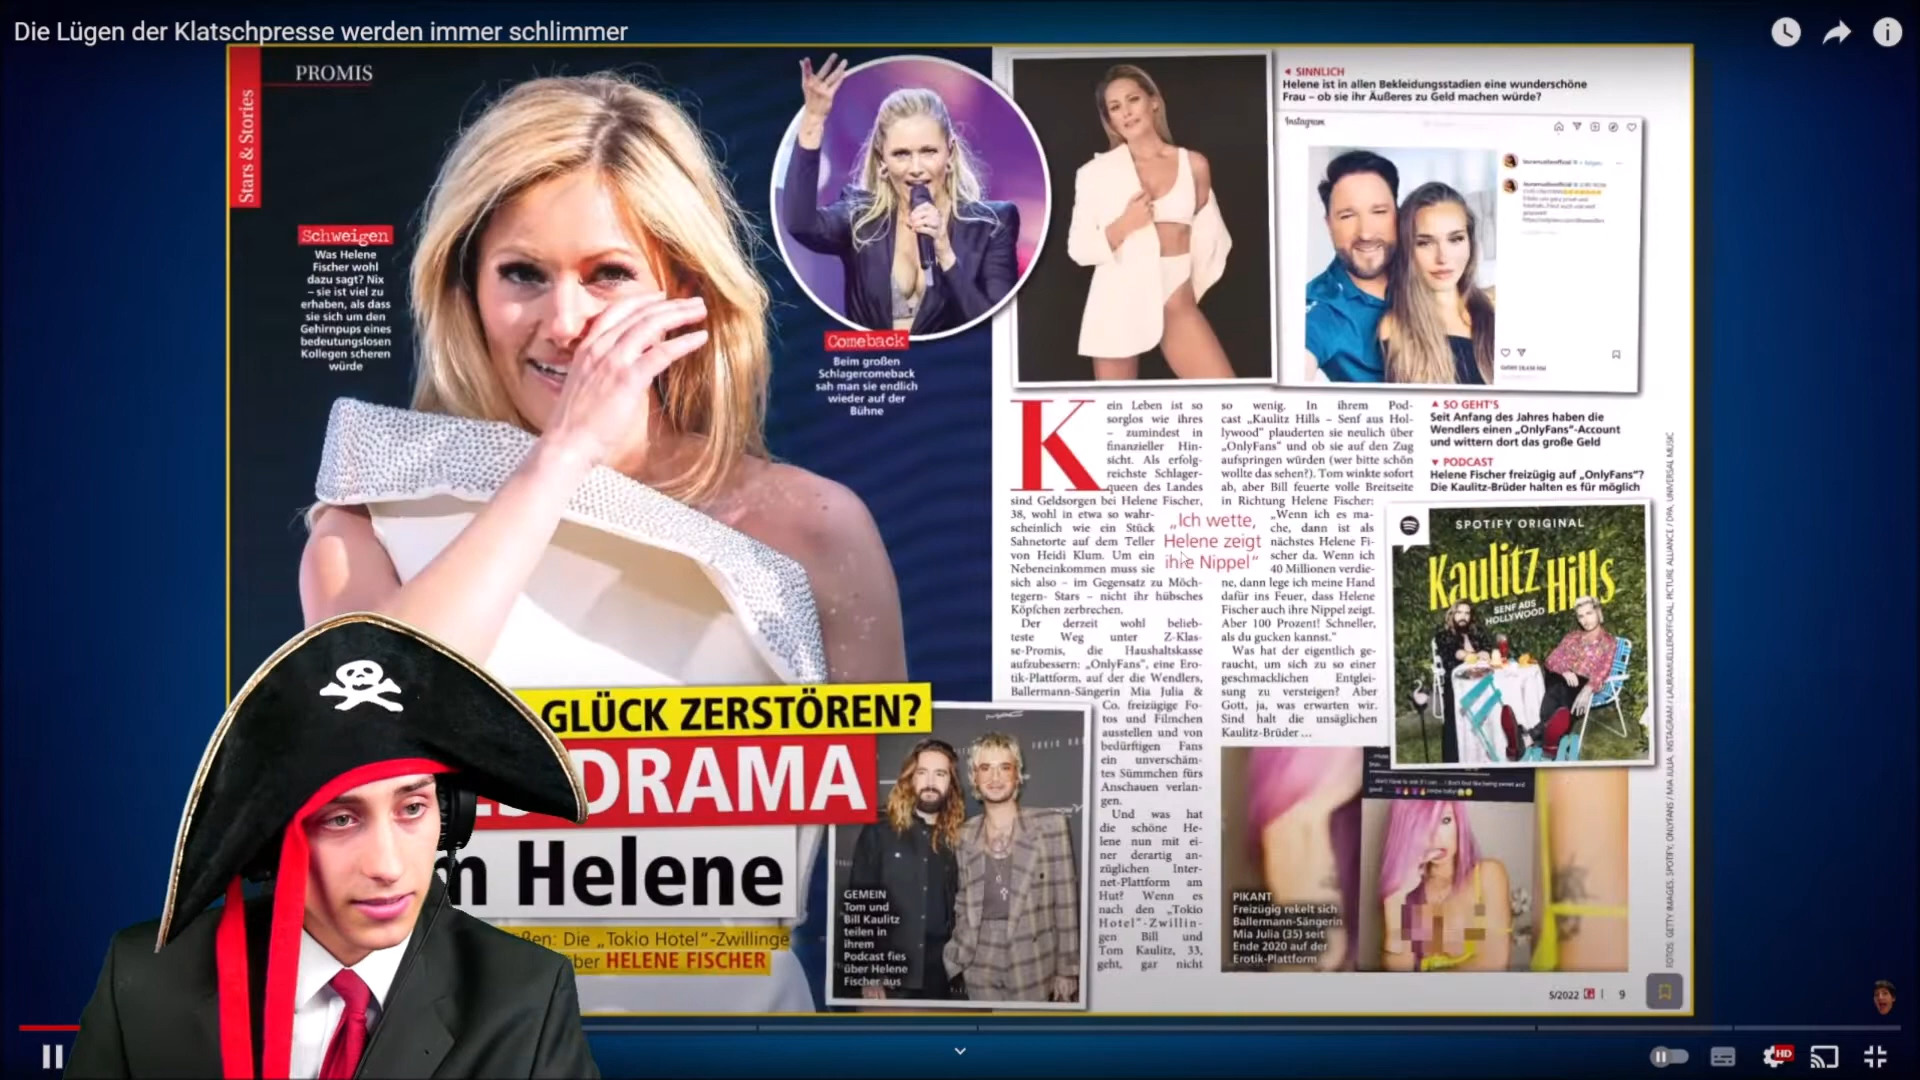 Die Lügen der Klatschpresse werden immer schlimmer
Stars & Stories
PROMIS
Schweigen
Was Helene
Fischer wohl
dazu sagt? Nix
– sie ist viel zu
erhaben, als dass
sie sich um den
Gehirnpups eines
bedeutungslosen
Kollegen scheren
würde
Comeback
Beim großen
Schlagercomeback
sah man sie endlich
wieder auf der
Bühne
GLÜCK ZERSTÖREN?
DRAMA
m Helene
ßen: Die „Tokio Hotel“-Zwillinge
ber HELENE FISCHER
GEMEIN
Tom und
Bill Kaulitz
teilen in
ihrem
Podcast fies
über Helene
Fischer aus
◄ SINNLICH
Helene ist in allen Bekleidungsstadien eine wunderschöne
Frau – ob sie ihr Äußeres zu Geld machen würde?
Instagram
Kein Leben ist so
sorglos wie ihres
– zumindest in
finanzieller Hin-
sicht. Als erfolg-
reichste Schlager-
queen des Landes
sind Geldsorgen bei Helene Fischer,
38, wohl in etwa so wahr-
scheinlich wie ein Stück
Sahnetorte auf dem Teller
von Heidi Klum. Um ein
Nebeneinkommen muss sie
sich also – im Gegensatz zu Möch-
tegern- Stars – nicht ihr hübsches
Köpfchen zerbrechen.
Der derzeit wohl belieb-
teste Weg unter Z-Klas-
se-Promis, die Haushaltskasse
aufzubessern: „OnlyFans“, eine Ero-
tik-Plattform, auf der die Wendlers,
Ballermann-Sängerin Mia Julia &
Co. freizügige Fo-
tos und Filmchen
ausstellen und von
bedürftigen Fans
ein unverschäm-
tes Sümmchen fürs
Anschauen verlan-
gen.
Und was hat
die schöne He-
lene nun mit ei-
ner derartig an-
züglichen Inter-
net-Plattform am
Hut? Wenn es
nach den „Tokio
Hotel“-Zwillin-
gen Bill und
Tom Kaulitz, 33,
geht, gar nicht
so wenig. In ihrem Pod-
cast „Kaulitz Hills – Senf aus Hol-
lywood“ plauderten sie neulich über
„OnlyFans“ und ob sie auf den Zug
aufspringen würden (wer bitte schön
wollte das sehen?). Tom winkte sofort
ab, aber Bill feuerte volle Breitseite
in Richtung Helene Fischer:
„Wenn ich es ma-
che, dann ist als
nächstes Helene Fi-
scher da. Wenn ich
40 Millionen verdie-
ne, dann lege ich meine Hand
dafür ins Feuer, dass Helene
Fischer auch ihre Nippel zeigt.
Aber 100 Prozent! Schneller,
als du gucken kannst.“
Was hat der eigentlich ge-
raucht, um sich zu so einer
geschmacklichen Entglei-
sung zu versteigen? Aber
Gott, ja, was erwarten wir.
Sind halt die unsäglichen
Kaulitz-Brüder ...
„Ich wette,
Helene zeigt
ihre Nippel“
▲ SO GEHT'S
Seit Anfang des Jahres haben die
Wendlers einen „OnlyFans“-Account
und wittern dort das große Geld
▼ PODCAST
Helene Fischer freizügig auf „OnlyFans“?
Die Kaulitz-Brüder halten es für möglich
SPOTIFY ORIGINAL
Kaulitz Hills
SENF AUS
HOLLYWOOD
PIKANT
Freizügig rekelt sich
Ballermann-Sängerin
Mia Julia (35) seit
Ende 2020 auf der
Erotik-Plattform
FOTOS: GETTY IMAGES, SPOTIFY, ONLYFANS / MIA JULIA, INSTAGRAM / LAURAMUELLEROFFICIAL, PICTURE ALLIANCE / DPA, UNIVERSAL MUSIC
5/2022 | 9
HD